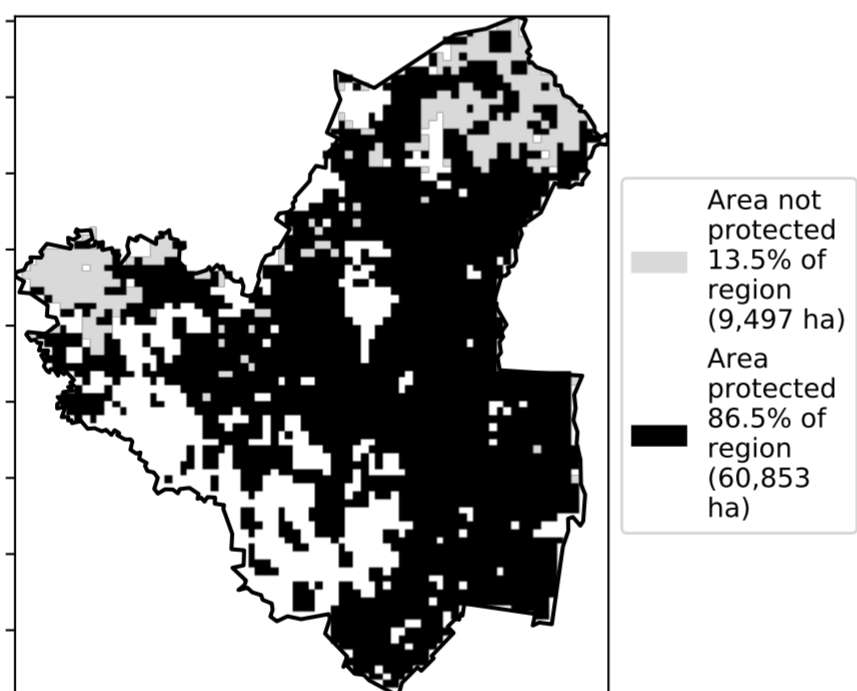 Area not
protected
13.5% of
region
(9,497 ha)
Area
protected
86.5% of
region
(60,853
ha)